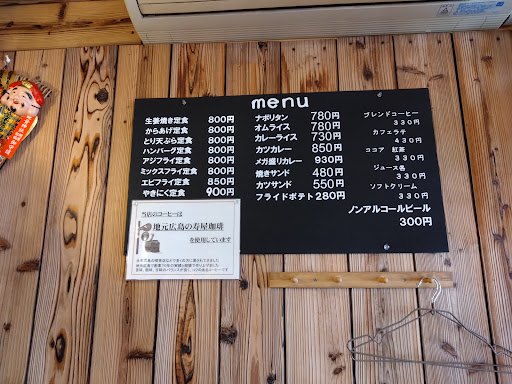 menu
生姜焼き定食 800円
からあげ定食 800円
とり天ぷら定食 800円
ハンバーグ定食 800円
アジフライ定食 800円
ミックスフライ定食 800円
エビフライ定食 850円
やきにく定食 900円
ナポリタン 780円
オムライス 780円
カレーライス 730円
カツカレー 850円
メガ盛りカレー 930円
焼きサンド 480円
カツサンド 550円
フライドポテト 280円
ブレンドコーヒー
330円
カフェラテ
430円
ココア 紅茶
330円
ジュース各
330円
ソフトクリーム
330円
ノンアルコールビール
300円
当店のコーヒーは
地元広島の寿屋珈琲
を使用しています